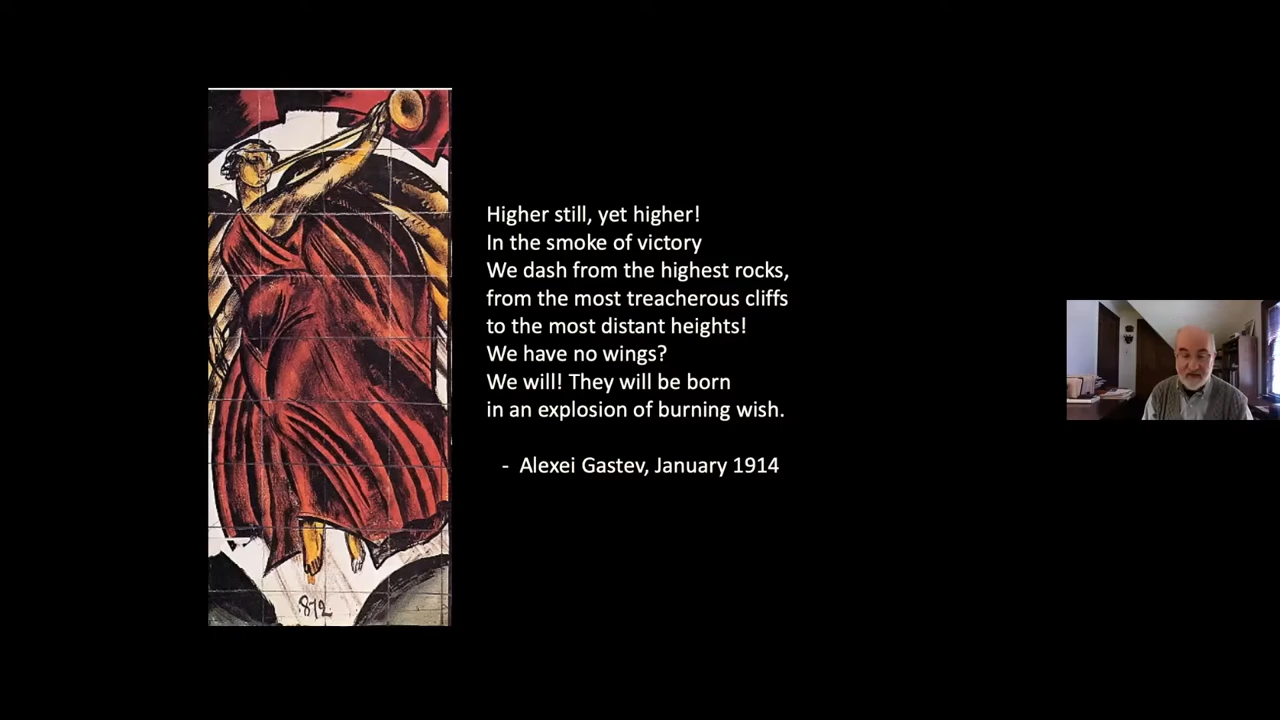 Higher still, yet higher!
In the smoke of victory
We dash from the highest rocks,
from the most treacherous cliffs
to the most distant heights!
We have no wings?
We will! They will be born
in an explosion of burning wish.
- Alexei Gastev, January 1914
872